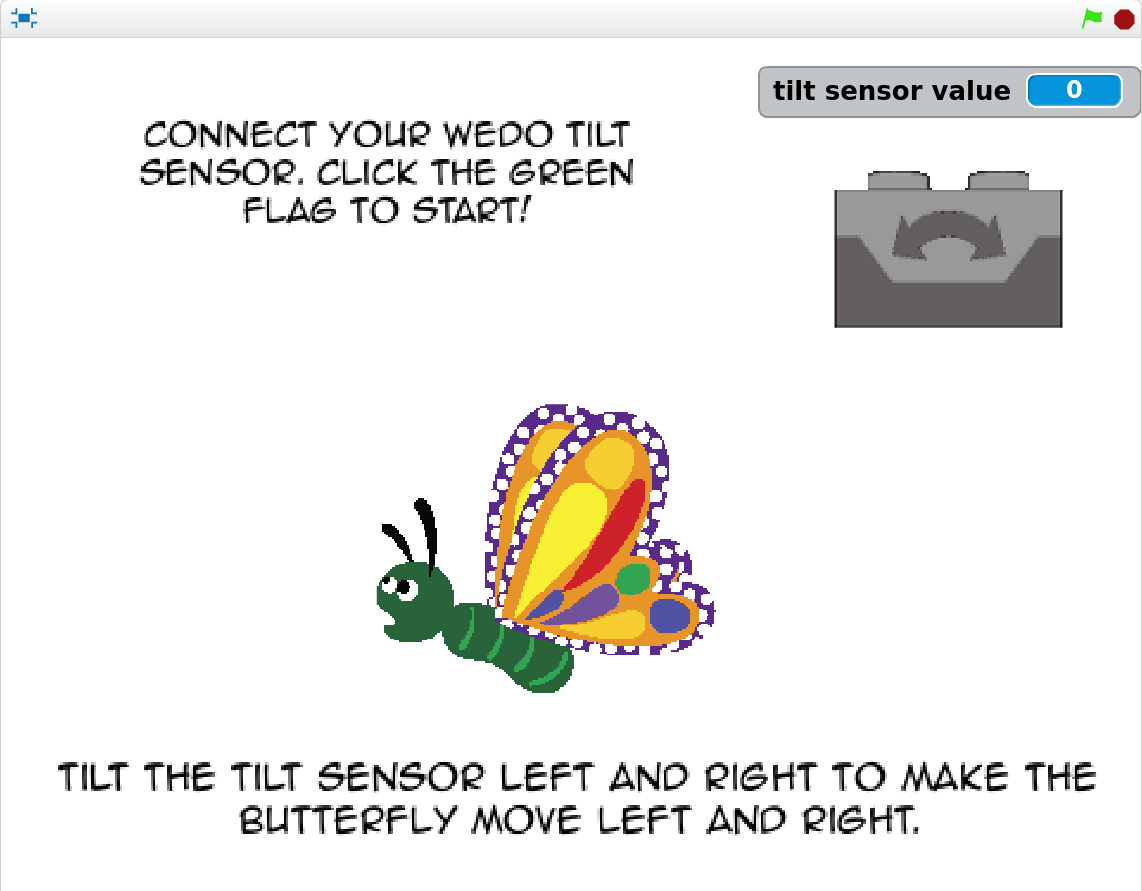 tilt sensor value 0
CONNECT YOUR WEDO TILT
SENSOR. CLICK THE GREEN
FLAG TO START!
TILT THE TILT SENSOR LEFT AND RIGHT TO MAKE THE
BUTTERFLY MOVE LEFT AND RIGHT.